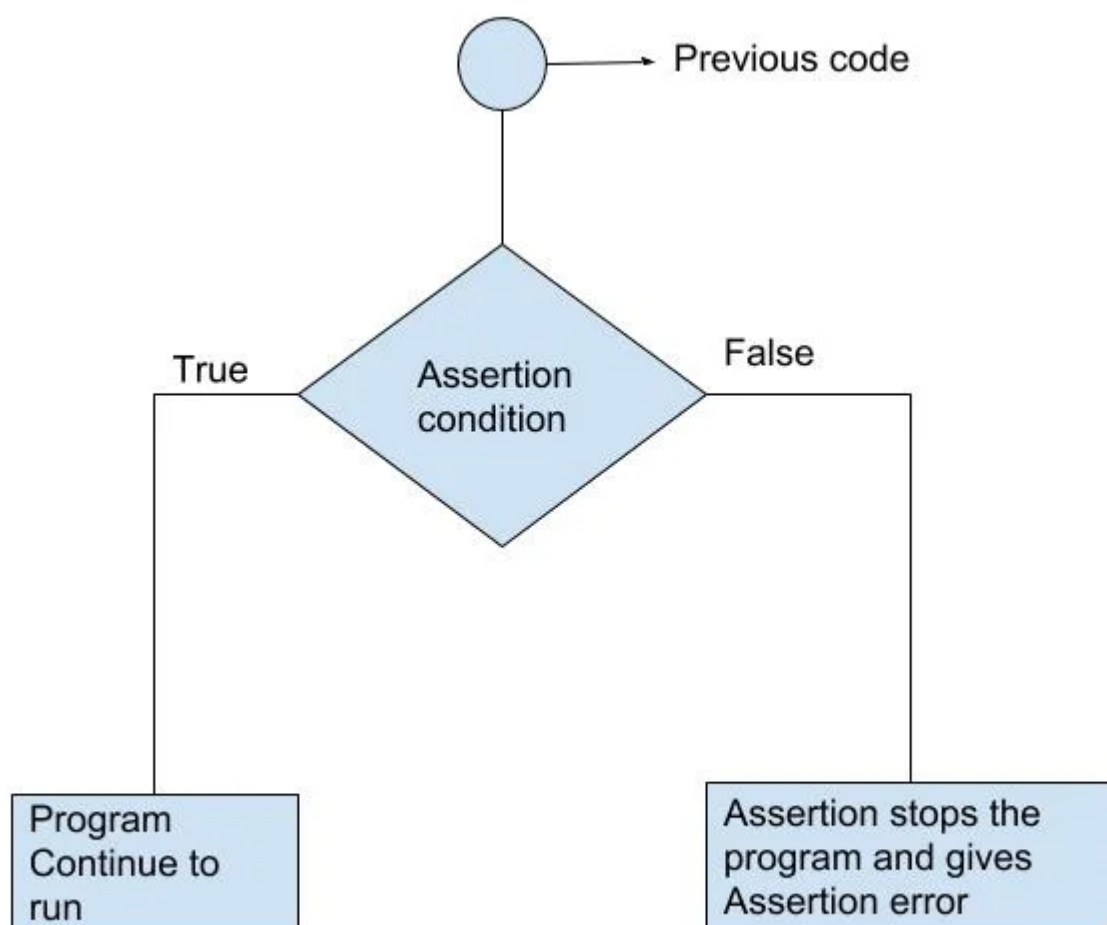 Previous code
True
False
Assertion
condition
Program
Continue to
run
Assertion stops the
program and gives
Assertion error